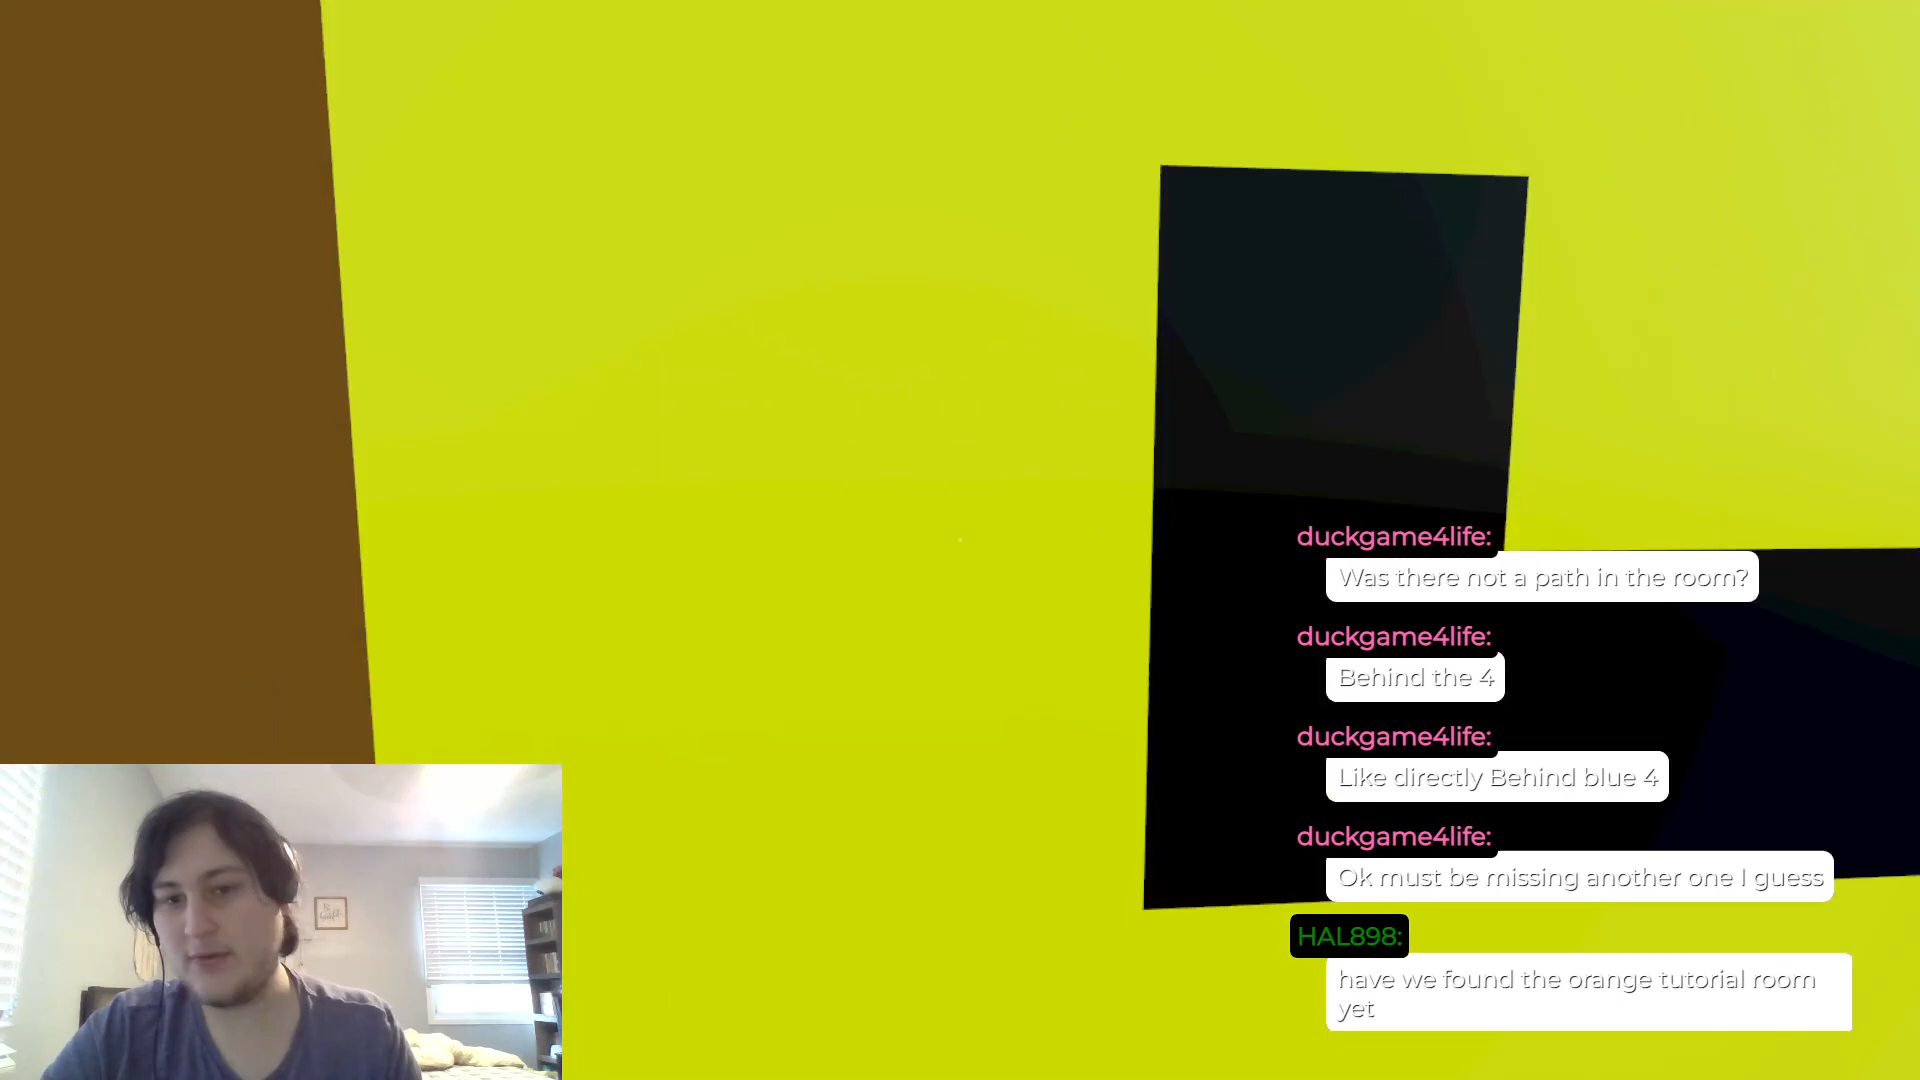 duckgame4life:
Was there not a path in the room?
duckgame4life:
Behind the 4
duckgame4life:
Like directly Behind blue 4
duckgame4life:
Ok must be missing another one I guess
HAL898:
have we found the orange tutorial room
yet